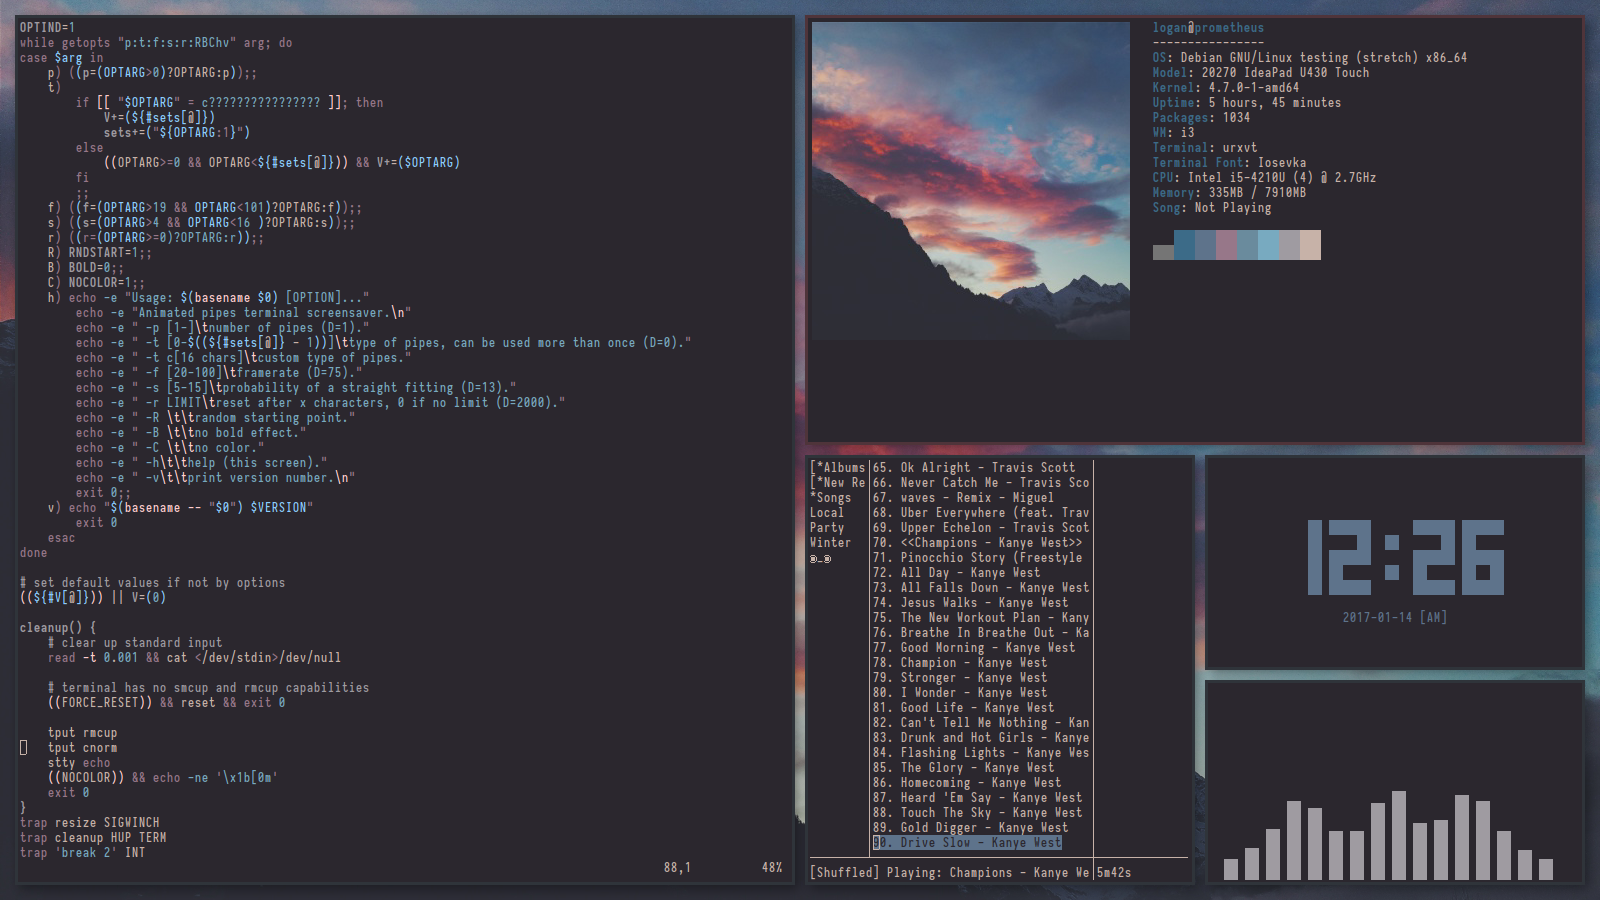 OPTIND=1
while getopts "p:t:f:s:r:RBChv" arg; do
case $arg in
    p) ((p=(OPTARG>0)?OPTARG:p));;
    t)
        if [[ "$OPTARG" = c???????????????? ]]; then
            V+=(${#sets[@]})
            sets+=("${OPTARG:1}")
        else
            ((OPTARG>=0 && OPTARG<${#sets[@]})) && V+=($OPTARG)
        fi
        ;;
    f) ((f=(OPTARG>19 && OPTARG<101)?OPTARG:f));;
    s) ((s=(OPTARG>4 && OPTARG<16 )?OPTARG:s));;
    r) ((r=(OPTARG>=0)?OPTARG:r));;
    R) RNDSTART=1;;
    B) BOLD=0;;
    C) NOCOLOR=1;;
    h) echo -e "Usage: $(basename $0) [OPTION]..."
        echo -e "Animated pipes terminal screensaver.\n"
        echo -e " -p [1-]\tnumber of pipes (D=1)."
        echo -e " -t [0-$((${#sets[@]} - 1))]\ttype of pipes, can be used more than once (D=0)."
        echo -e " -t c[16 chars]\tcustom type of pipes."
        echo -e " -f [20-100]\tframerate (D=75)."
        echo -e " -s [5-15]\tprobability of a straight fitting (D=13)."
        echo -e " -r LIMIT\treset after x characters, 0 if no limit (D=2000)."
        echo -e " -R \t\trandom starting point."
        echo -e " -B \t\tno bold effect."
        echo -e " -C \t\tno color."
        echo -e " -h\t\thelp (this screen)."
        echo -e " -v\t\tprint version number.\n"
        exit 0;;
    v) echo "$(basename -- "$0") $VERSION"
        exit 0
    esac
done
# set default values if not by options
((${#V[@]})) || V=(0)
cleanup() {
    # clear up standard input
    read -t 0.001 && cat </dev/stdin>/dev/null
    # terminal has no smcup and rmcup capabilities
    ((FORCE_RESET)) && reset && exit 0
    tput rmcup
    tput cnorm
    stty echo
    ((NOCOLOR)) && echo -ne '\x1b[0m'
    exit 0
}
trap resize SIGWINCH
trap cleanup HUP TERM
trap 'break 2' INT
88,1 48%
logan@prometheus
----------------
OS: Debian GNU/Linux testing (stretch) x86_64
Model: 20270 IdeaPad U430 Touch
Kernel: 4.7.0-1-amd64
Uptime: 5 hours, 45 minutes
Packages: 1034
WM: i3
Terminal: urxvt
Terminal Font: Iosevka
CPU: Intel i5-4210U (4) @ 2.7GHz
Memory: 335MB / 7910MB
Song: Not Playing
[*Albums
[*New Re
*Songs
Local
Party
Winter
๏_๏
65. Ok Alright - Travis Scott
66. Never Catch Me - Travis Sco
67. waves - Remix - Miguel
68. Uber Everywhere (feat. Trav
69. Upper Echelon - Travis Scot
70. <<Champions - Kanye West>>
71. Pinocchio Story (Freestyle
72. All Day - Kanye West
73. All Falls Down - Kanye West
74. Jesus Walks - Kanye West
75. The New Workout Plan - Kany
76. Breathe In Breathe Out - Ka
77. Good Morning - Kanye West
78. Champion - Kanye West
79. Stronger - Kanye West
80. I Wonder - Kanye West
81. Good Life - Kanye West
82. Can't Tell Me Nothing - Kan
83. Drunk and Hot Girls - Kanye
84. Flashing Lights - Kanye Wes
85. The Glory - Kanye West
86. Homecoming - Kanye West
87. Heard 'Em Say - Kanye West
88. Touch The Sky - Kanye West
89. Gold Digger - Kanye West
90. Drive Slow - Kanye West
[Shuffled] Playing: Champions - Kanye We 5m42s
12:26
2017-01-14 [AM]